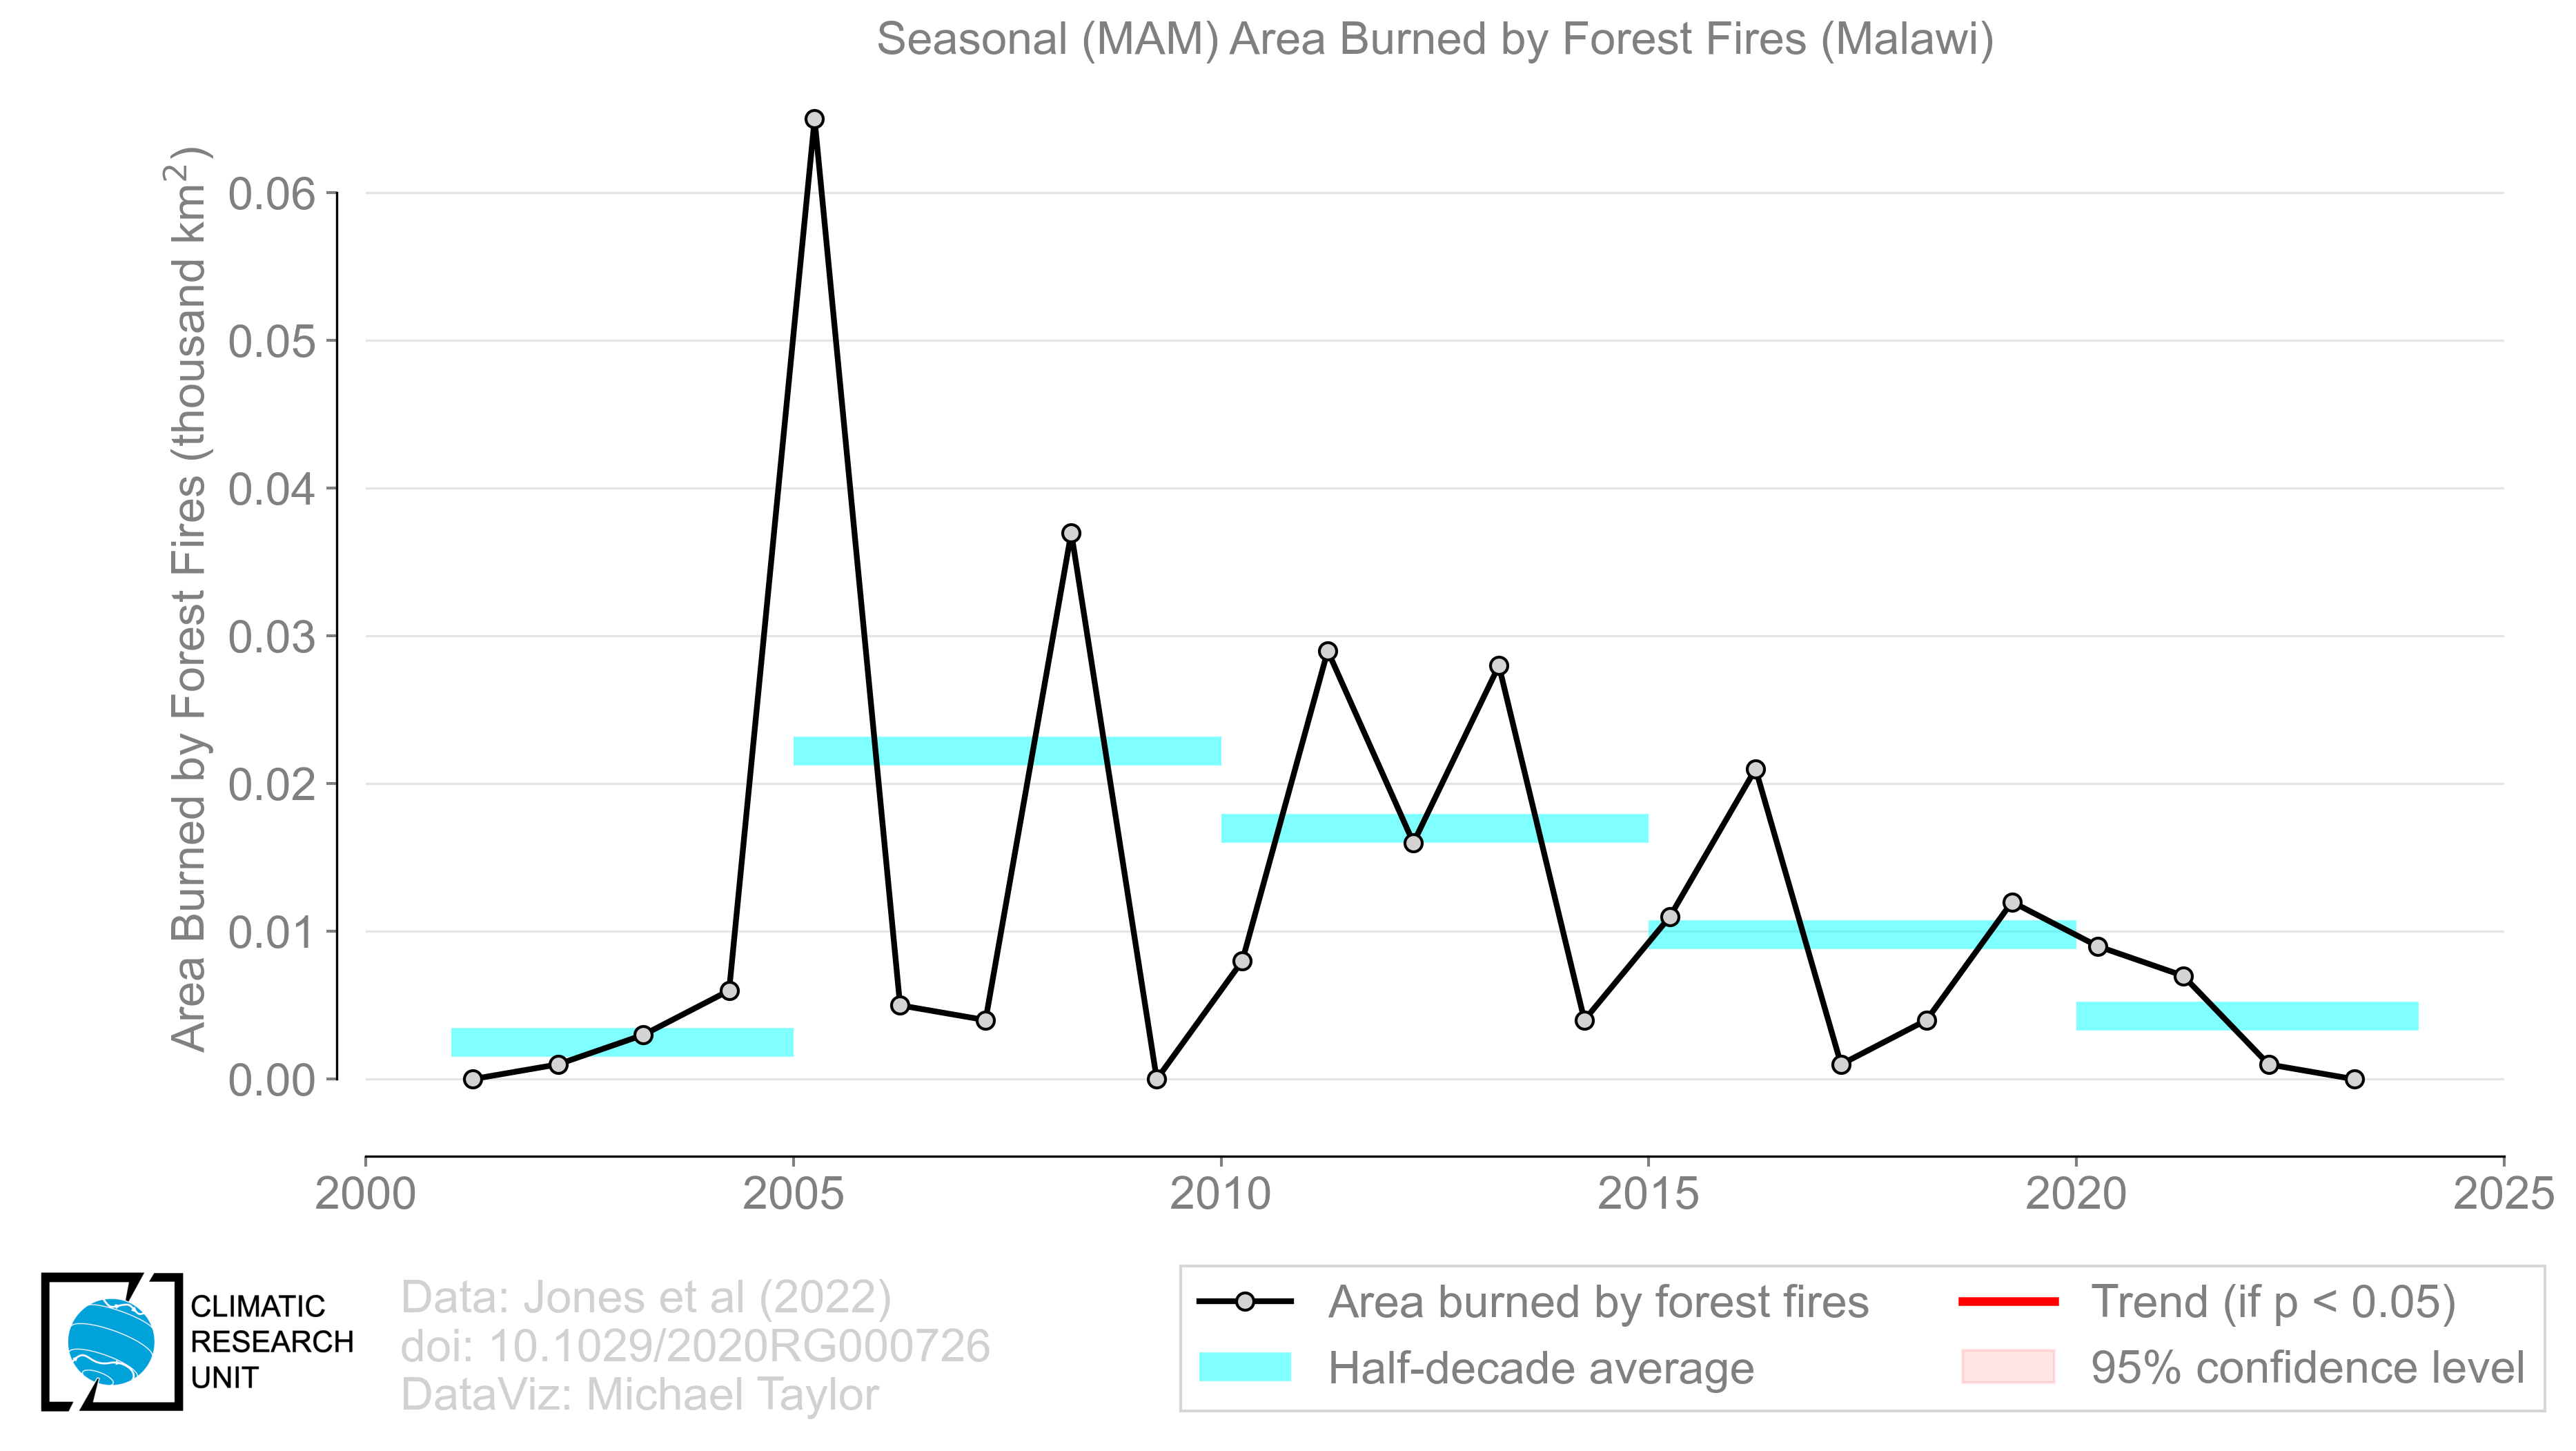 Seasonal (MAM) Area Burned by Forest Fires (Malawi)
Area Burned by Forest Fires (thousand km²)
0.06
0.05
0.04
0.03
0.02
0.01
0.00
2000 2005 2010 2015 2020 2025
CLIMATIC
RESEARCH
UNIT
Data: Jones et al (2022)
doi: 10.1029/2020RG000726
DataViz: Michael Taylor
Area burned by forest fires
Half-decade average
Trend (if p < 0.05)
95% confidence level